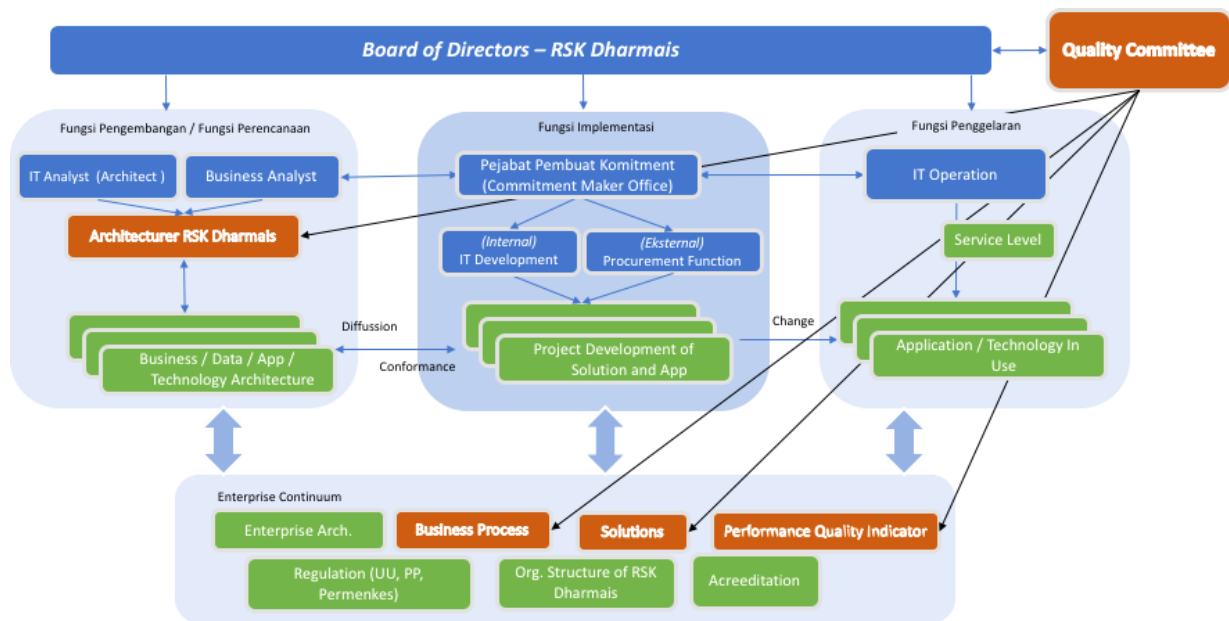 Board of Directors – RSK Dharmais
Quality Committee
Fungsi Pengembangan / Fungsi Perencanaan
Fungsi Implementasi
Fungsi Penggelaran
IT Analyst (Architect )
Business Analyst
Pejabat Pembuat Komitment
(Commitment Maker Office)
IT Operation
Architecturer RSK Dharmals
(Internal)
IT Development
(Eksternal)
Procurement Function
Service Level
Diffussion
Conformance
Change
Business / Data / App /
Technology Architecture
Project Development of
Solution and App
Application / Technology In
Use
Enterprise Continuum
Enterprise Arch.
Business Process
Solutions
Performance Quality Indicator
Regulation (UU, PP,
Permenkes)
Org. Structure of RSK
Dharmais
Acreeditation